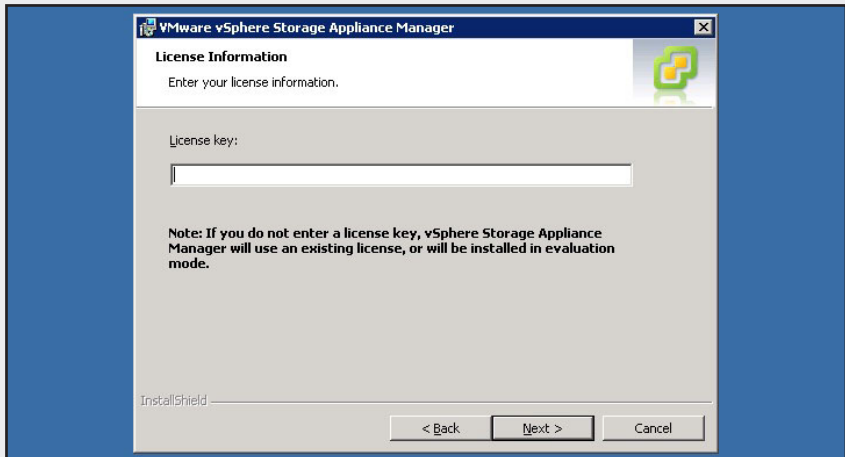 VMware vSphere Storage Appliance Manager
License Information
Enter your license information.
License key:
Note: If you do not enter a license key, vSphere Storage Appliance
Manager will use an existing license, or will be installed in evaluation
mode.
InstallShield
< Back Next > Cancel